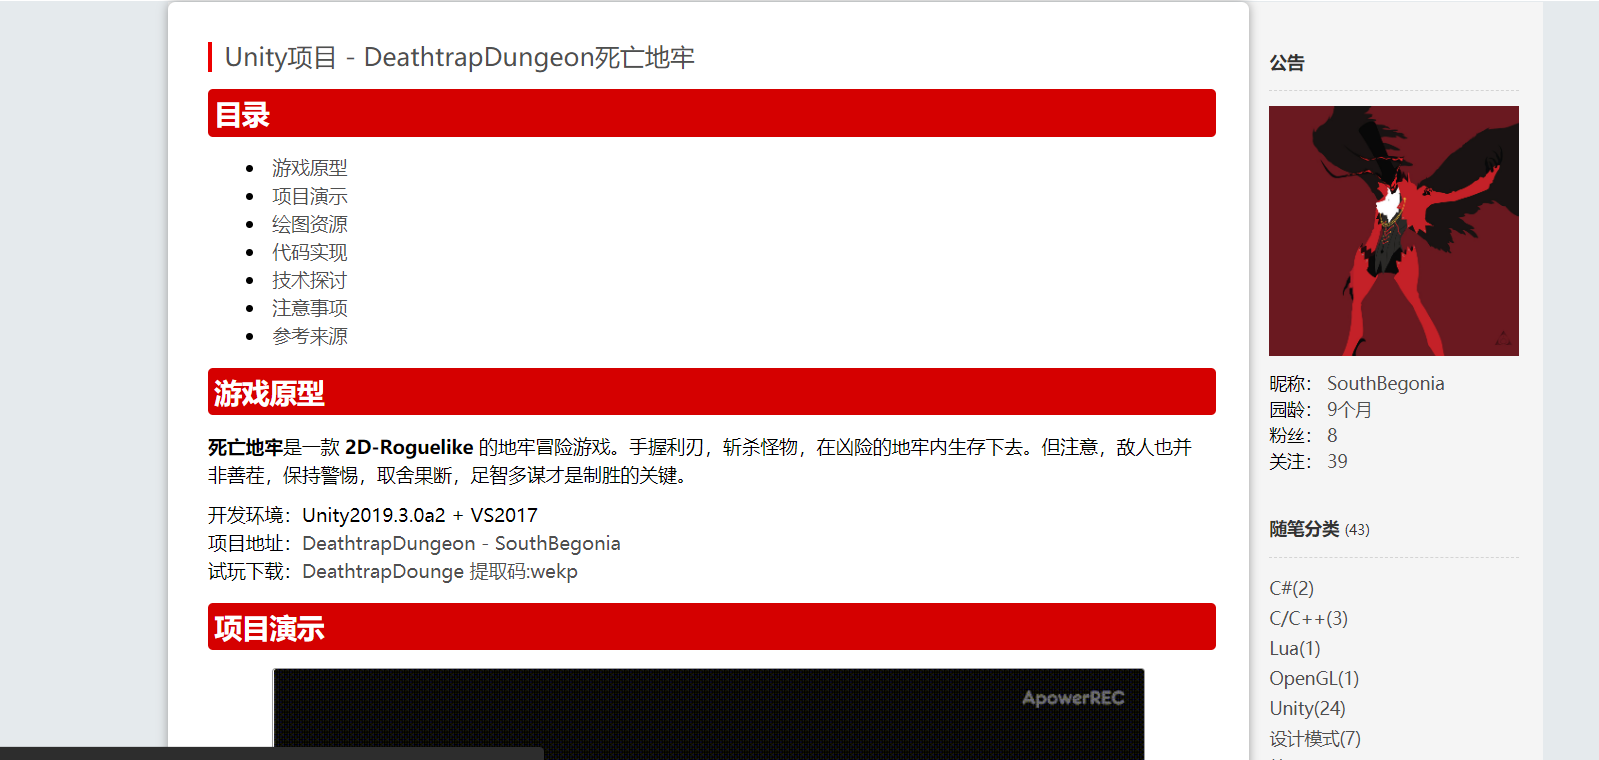 Unity项目 - DeathtrapDungeon死亡地牢
目录
游戏原型
项目演示
绘图资源
代码实现
技术探讨
注意事项
参考来源
游戏原型
死亡地牢是一款 2D-Roguelike 的地牢冒险游戏。手握利刃，斩杀怪物，在凶险的地牢内生存下去。但注意，敌人也并
非善茬，保持警惕，取舍果断，足智多谋才是制胜的关键。
开发环境：Unity2019.3.0a2 + VS2017
项目地址：DeathtrapDungeon - SouthBegonia
试玩下载：DeathtrapDounge 提取码:wekp
项目演示
ApowerREC
公告
昵称： SouthBegonia
园龄： 9个月
粉丝： 8
关注： 39
随笔分类 (43)
C#(2)
C/C++(3)
Lua(1)
OpenGL(1)
Unity(24)
设计模式(7)